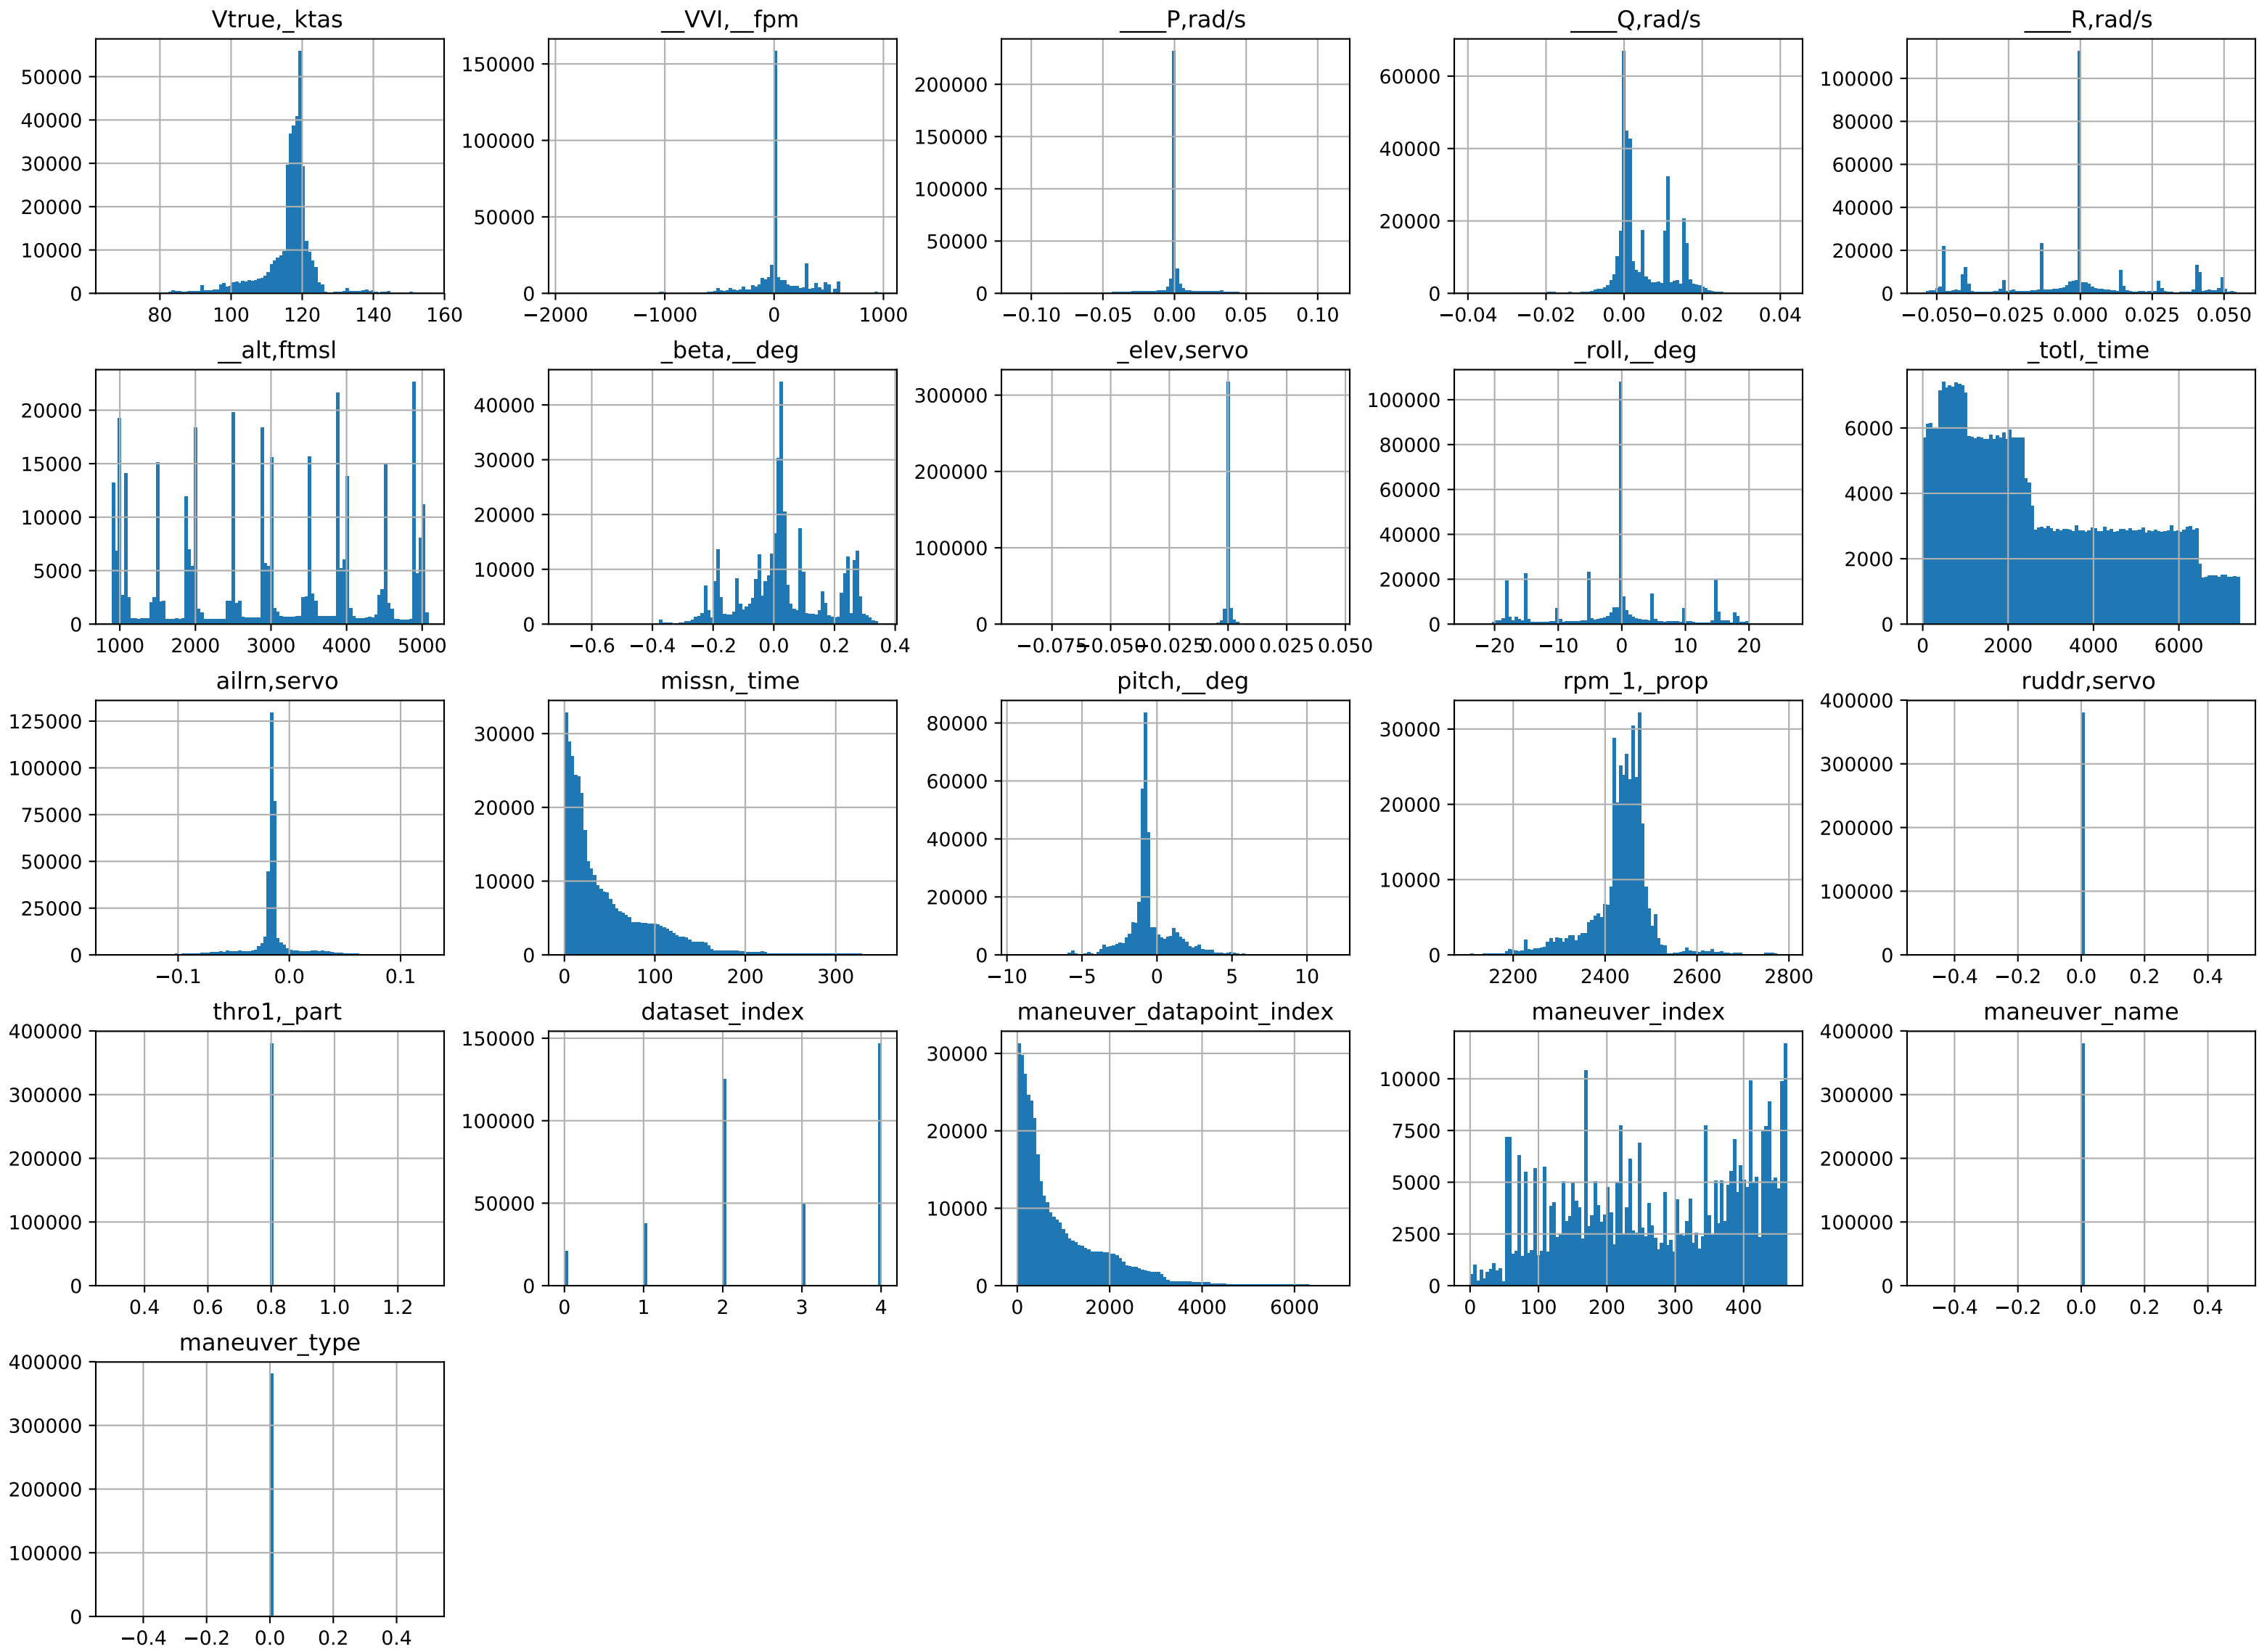 Vtrue,_ktas __VVI,__fpm ____P,rad/s ____Q,rad/s ____R,rad/s
50000 40000 30000 20000 10000 0
80 100 120 140 160
150000 100000 50000 0
−2000 −1000 0 1000
200000 150000 100000 50000 0
−0.10 −0.05 0.00 0.05 0.10
60000 40000 20000 0
−0.04 −0.02 0.00 0.02 0.04
100000 80000 60000 40000 20000 0
−0.050 −0.025 0.000 0.025 0.050
__alt,ftmsl _beta,__deg _elev,servo _roll,__deg _totl,_time
20000 15000 10000 5000 0
1000 2000 3000 4000 5000
40000 30000 20000 10000 0
−0.6 −0.4 −0.2 0.0 0.2 0.4
300000 200000 100000 0
−0.075 −0.050 −0.025 0.000 0.025 0.050
100000 80000 60000 40000 20000 0
−20 −10 0 10 20
6000 4000 2000 0
0 2000 4000 6000
ailrn,servo missn,_time pitch,__deg rpm_1,_prop ruddr,servo
125000 100000 75000 50000 25000 0
−0.1 0.0 0.1
30000 20000 10000 0
0 100 200 300
80000 60000 40000 20000 0
−10 −5 0 5 10
30000 20000 10000 0
2200 2400 2600 2800
400000 300000 200000 100000 0
−0.4 −0.2 0.0 0.2 0.4
thro1,_part dataset_index maneuver_datapoint_index maneuver_index maneuver_name
400000 300000 200000 100000 0
0.4 0.6 0.8 1.0 1.2
150000 100000 50000 0
0 1 2 3 4
30000 20000 10000 0
0 2000 4000 6000
10000 7500 5000 2500 0
0 100 200 300 400
400000 300000 200000 100000 0
−0.4 −0.2 0.0 0.2 0.4
maneuver_type
400000 300000 200000 100000 0
−0.4 −0.2 0.0 0.2 0.4